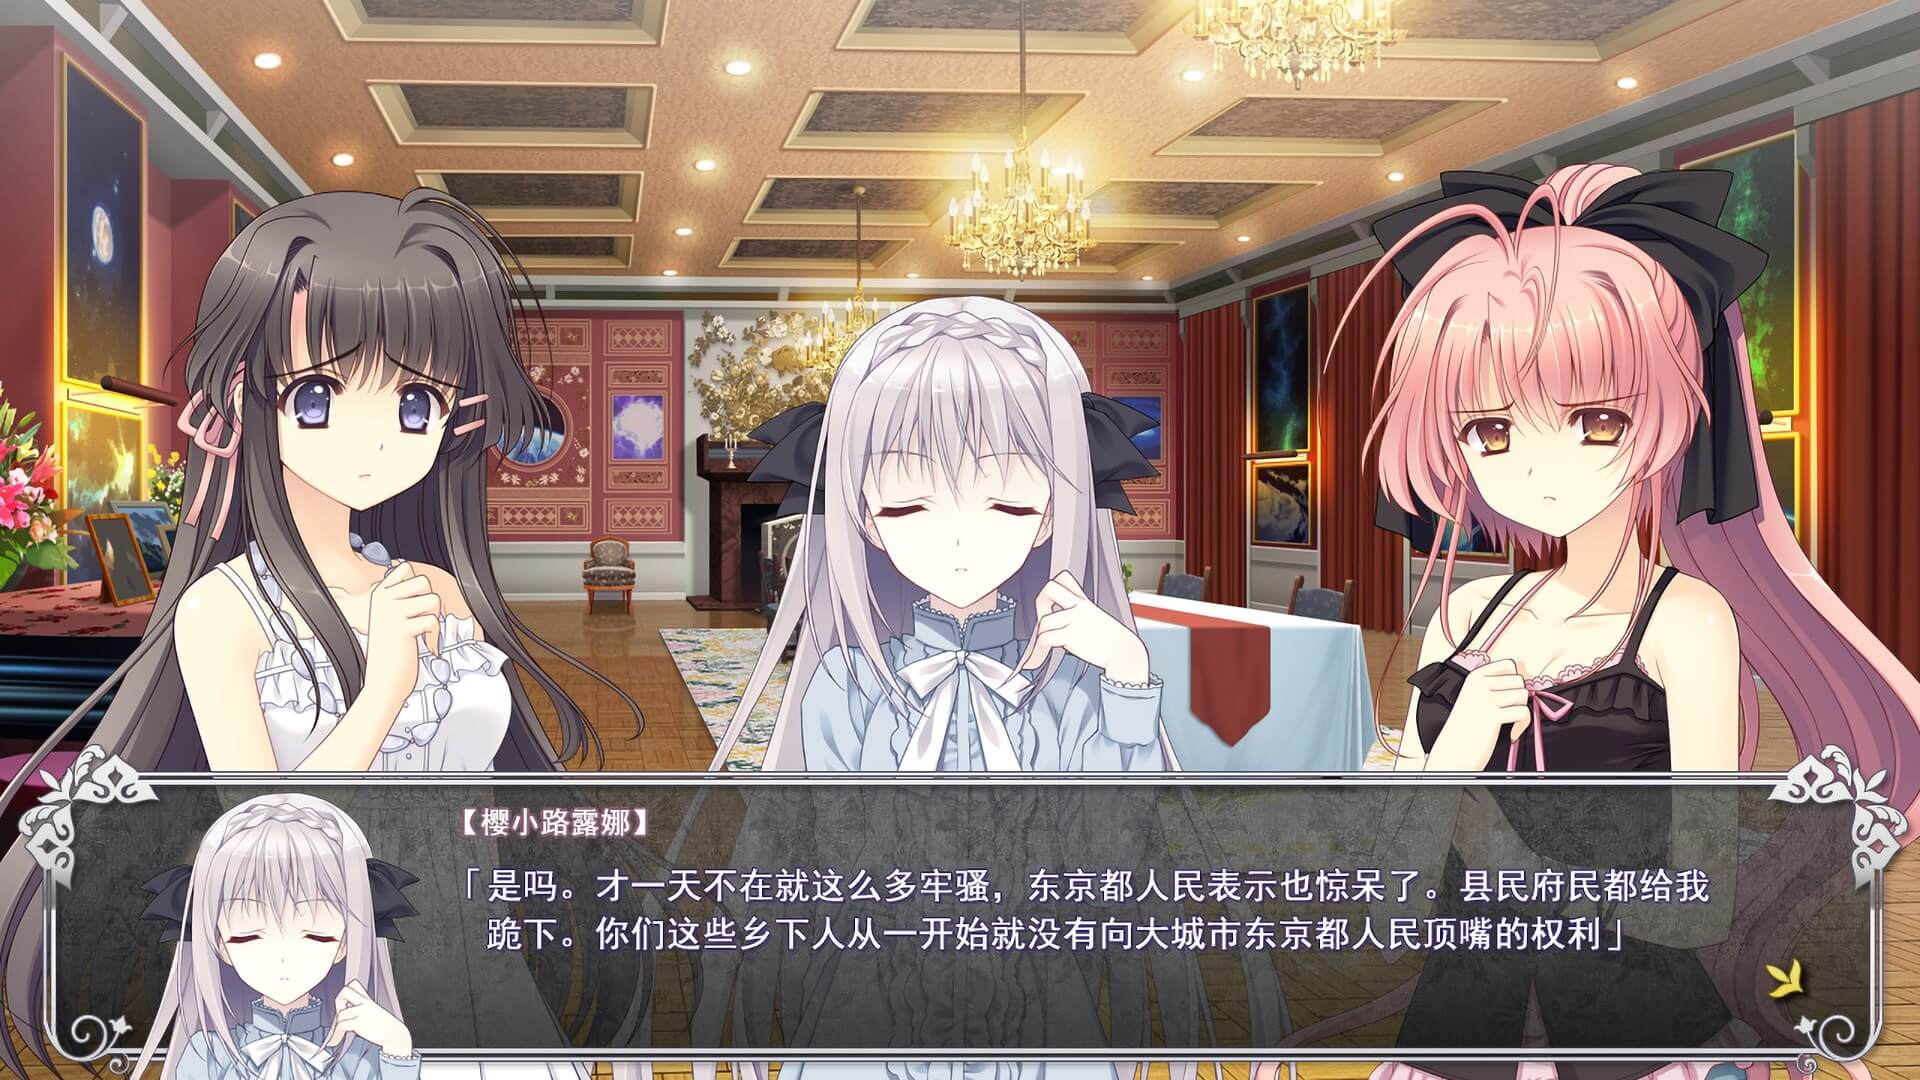 【樱小路露娜】
「是吗。才一天不在就这么多牢骚，东京都人民表示也惊呆了。县民府民都给我
跪下。你们这些乡下人从一开始就没有向大城市东京都人民顶嘴的权利」